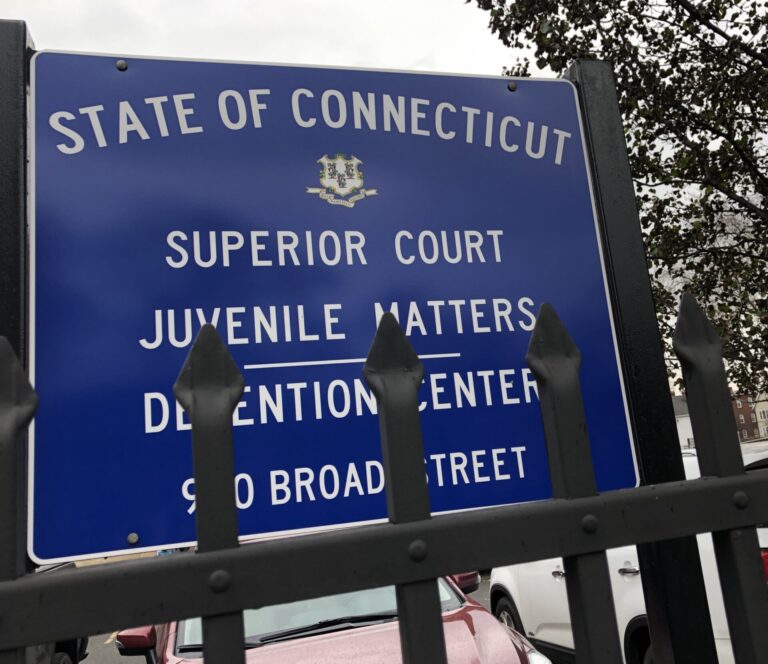 STATE OF CONNECTICUT
SUPERIOR COURT
JUVENILE MATTERS
DETENTION CENTER
BROAD STREET